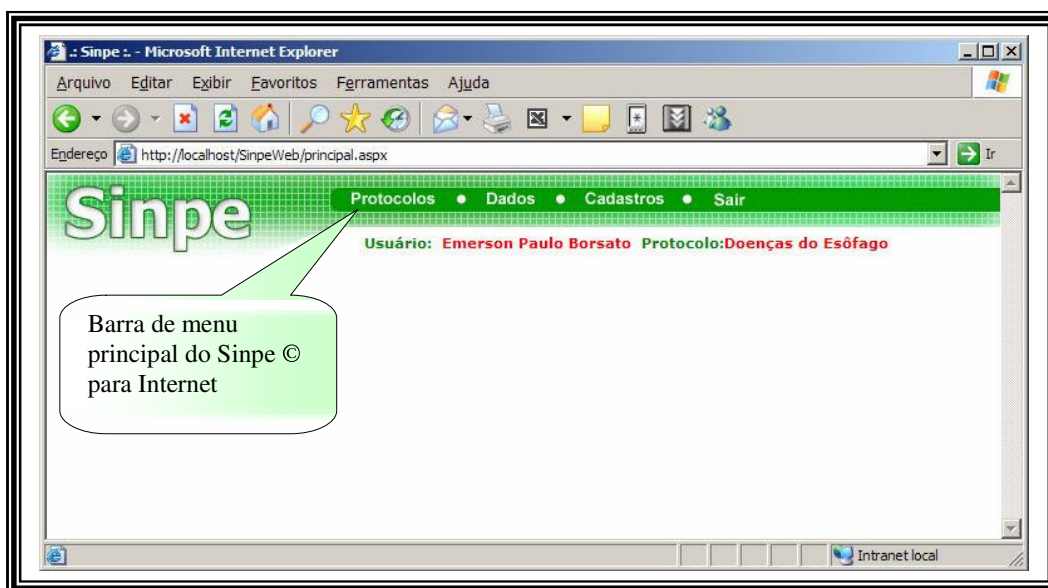 .: Sinpe :. - Microsoft Internet Explorer
Arquivo Editar Exibir Favoritos Ferramentas Ajuda
Endereço http://localhost/SinpeWeb/principal.aspx Ir
Sinpe
Protocolos • Dados • Cadastros • Sair
Usuário: Emerson Paulo Borsato Protocolo:Doenças do Esôfago
Barra de menu
principal do Sinpe ©
para Internet
Intranet local